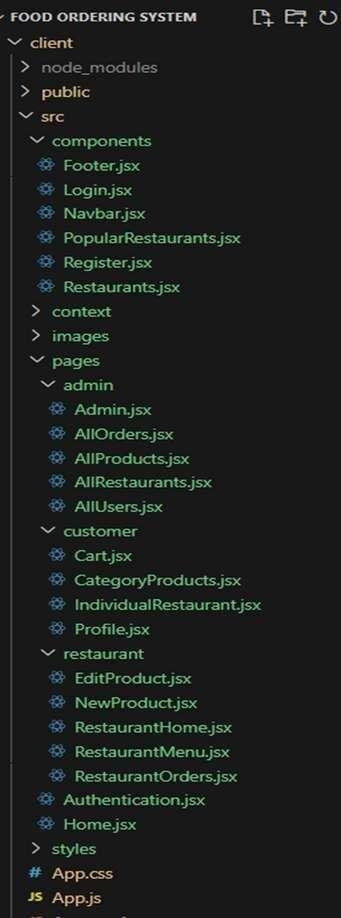 FOOD ORDERING SYSTEM
client
node_modules
public
src
components
Footer.jsx
Login.jsx
Navbar.jsx
PopularRestaurants.jsx
Register.jsx
Restaurants.jsx
context
images
pages
admin
Admin.jsx
AllOrders.jsx
AllProducts.jsx
AllRestaurants.jsx
AllUsers.jsx
customer
Cart.jsx
CategoryProducts.jsx
IndividualRestaurant.jsx
Profile.jsx
restaurant
EditProduct.jsx
NewProduct.jsx
RestaurantHome.jsx
RestaurantMenu.jsx
RestaurantOrders.jsx
Authentication.jsx
Home.jsx
styles
# App.css
JS App.js